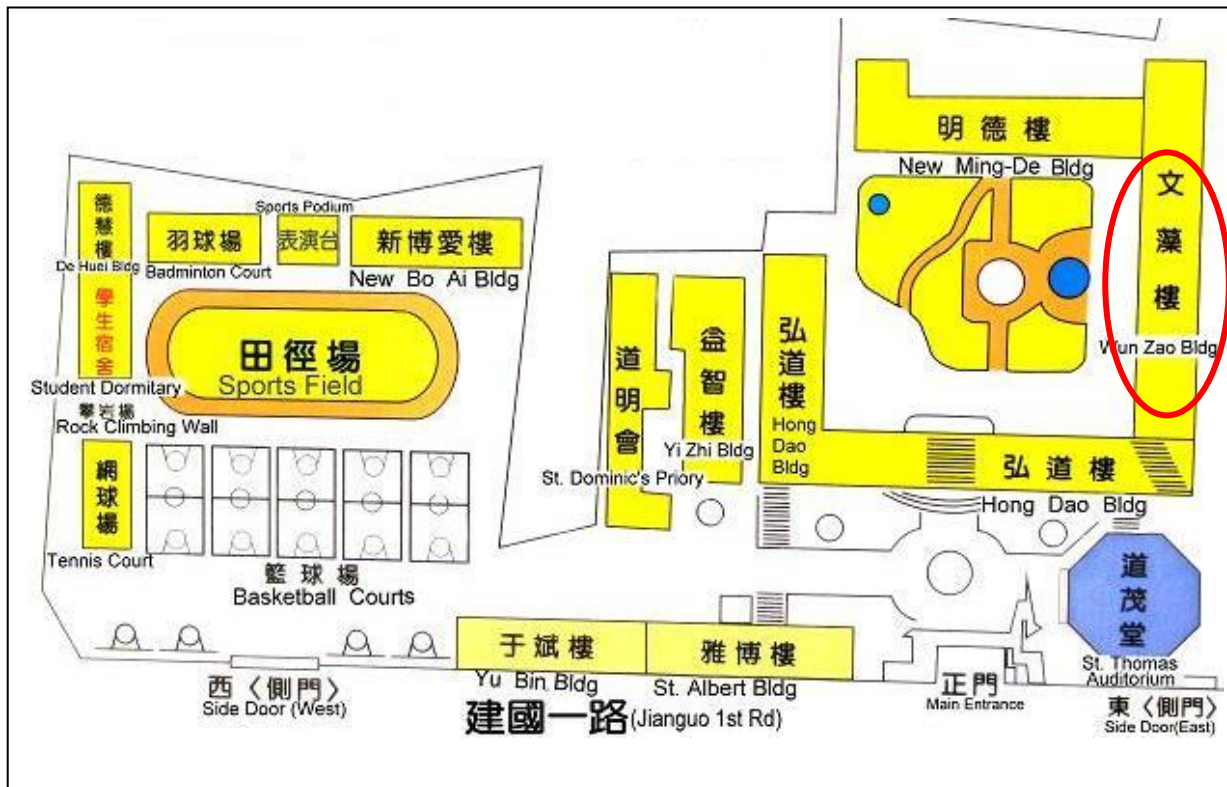 明德樓
New Ming-De Bldg
文藻樓
Wun Zao Bldg
德慧樓
De Huei Bldg
學生宿舍
Student Dormitary
羽球場
Badminton Court
Sports Podium
表演台
新博愛樓
New Bo Ai Bldg
田徑場
Sports Field
攀岩場
Rock Climbing Wall
網球場
Tennis Court
籃球場
Basketball Courts
道明會
St. Dominic's Priory
益智樓
Yi Zhi Bldg
弘道樓
Hong
Dao
Bldg
弘道樓
Hong Dao Bldg
道茂堂
St. Thomas
Auditorium
于斌樓
Yu Bin Bldg
雅博樓
St. Albert Bldg
西〈側門〉
Side Door (West)
正門
Main Entrance
東〈側門〉
Side Door(East)
建國一路(Jianguo 1st Rd)